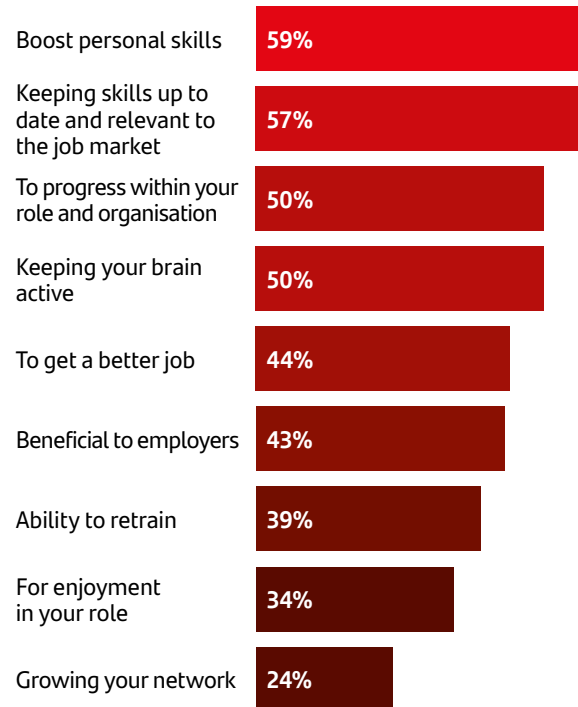 Boost personal skills 59%
Keeping skills up to
date and relevant to
the job market
57%
To progress within your
role and organisation
50%
Keeping your brain
active
50%
To get a better job 44%
Beneficial to employers 43%
Ability to retrain 39%
For enjoyment
in your role
34%
Growing your network 24%